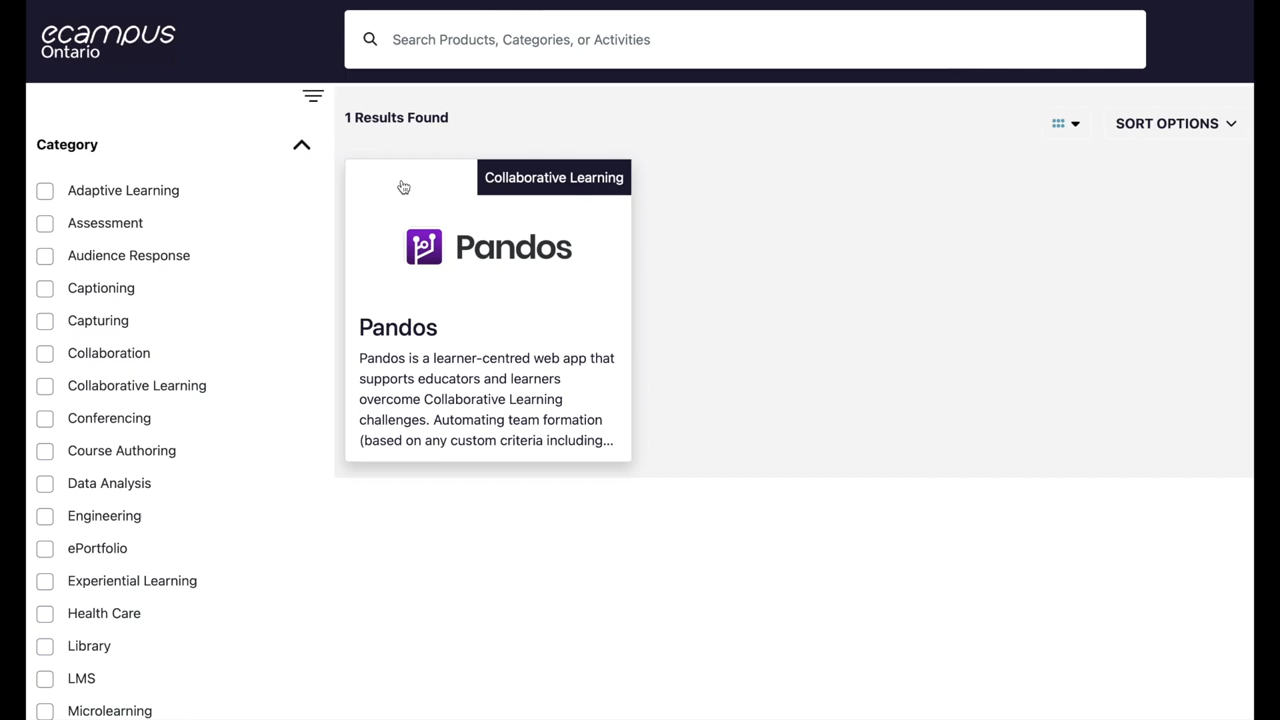 ecampus
Ontario
Search Products, Categories, or Activities
1 Results Found
SORT OPTIONS
Category
Adaptive Learning
Assessment
Audience Response
Captioning
Capturing
Collaboration
Collaborative Learning
Conferencing
Course Authoring
Data Analysis
Engineering
ePortfolio
Experiential Learning
Health Care
Library
LMS
Microlearning
Collaborative Learning
Pandos
Pandos
Pandos is a learner-centred web app that
supports educators and learners
overcome Collaborative Learning
challenges. Automating team formation
(based on any custom criteria including...